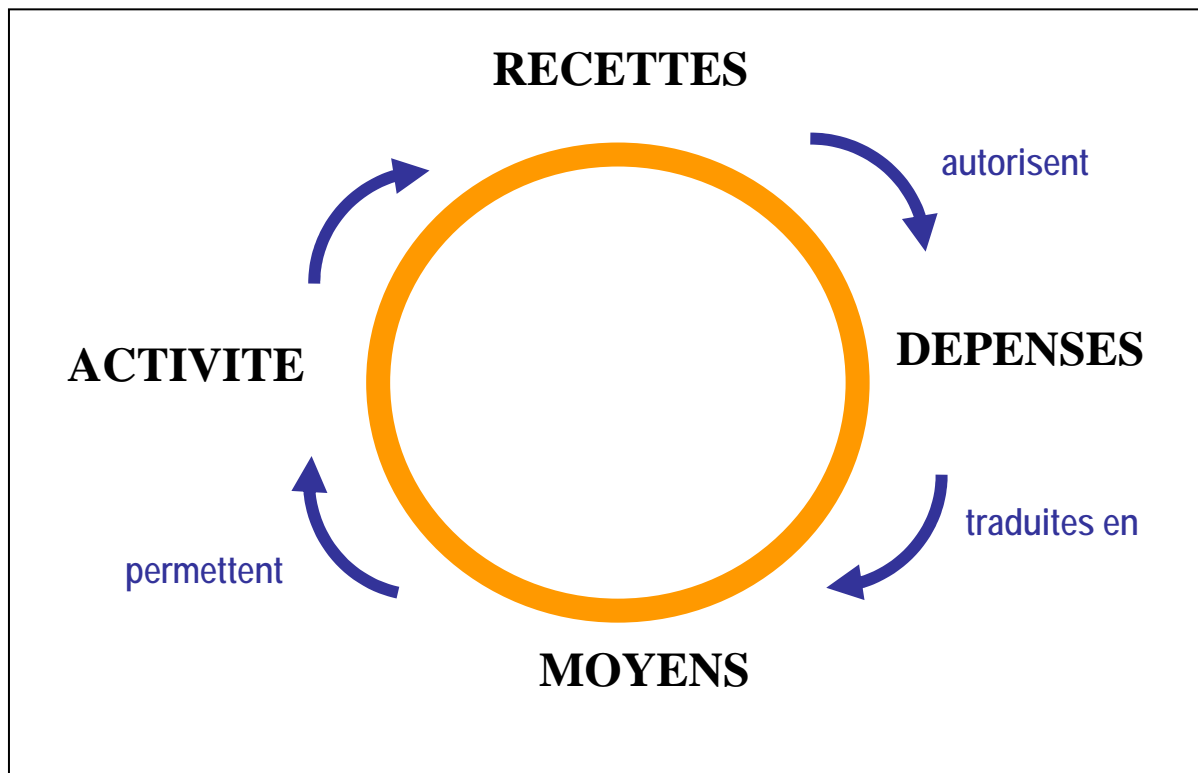 RECETTES
autorisent
DEPENSES
ACTIVITE
traduites en
permettent
MOYENS